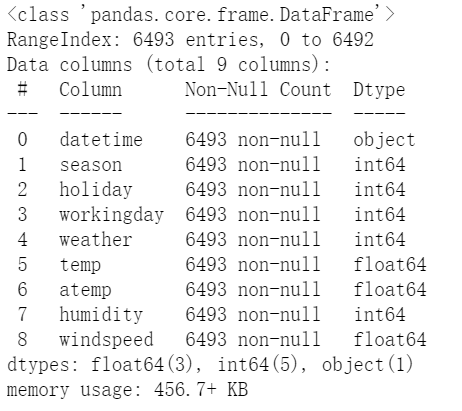 <class 'pandas.core.frame.DataFrame'>
RangeIndex: 6493 entries, 0 to 6492
Data columns (total 9 columns):
 #   Column      Non-Null Count  Dtype
---  ------      --------------  -----
 0   datetime    6493 non-null   object
 1   season      6493 non-null   int64
 2   holiday     6493 non-null   int64
 3   workingday  6493 non-null   int64
 4   weather     6493 non-null   int64
 5   temp        6493 non-null   float64
 6   atemp       6493 non-null   float64
 7   humidity    6493 non-null   int64
 8   windspeed   6493 non-null   float64
dtypes: float64(3), int64(5), object(1)
memory usage: 456.7+ KB